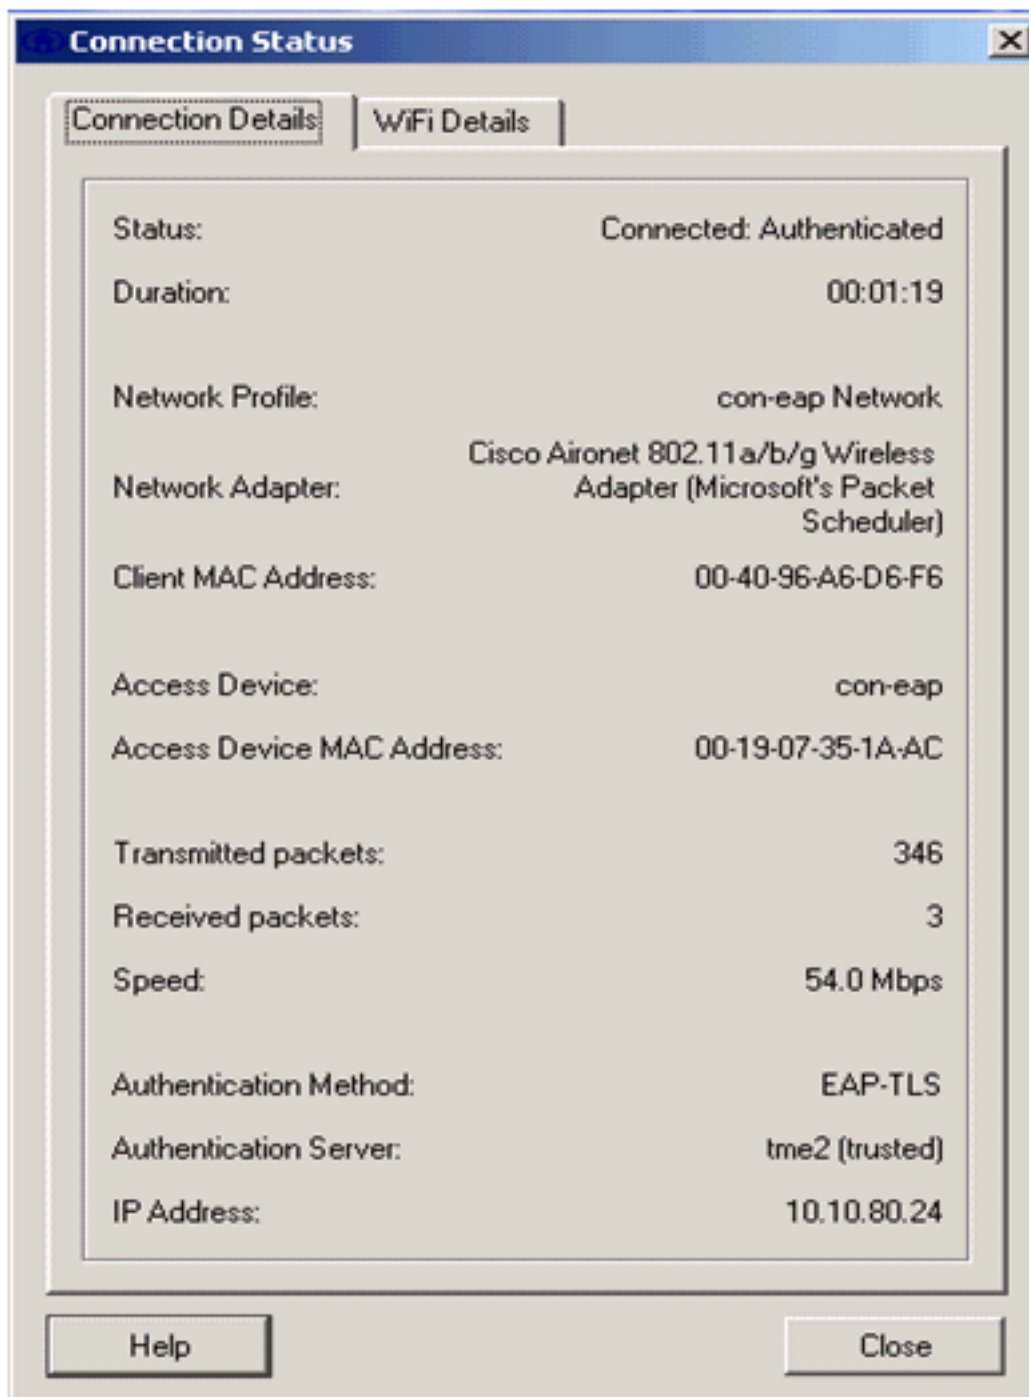 Connection Status
Connection Details
WiFi Details
Status: Connected: Authenticated
Duration: 00:01:19
Network Profile: con-eap Network
Network Adapter: Cisco Aironet 802.11a/b/g Wireless
Adapter (Microsoft's Packet
Scheduler)
Client MAC Address: 00-40-96-A6-D6-F6
Access Device: con-eap
Access Device MAC Address: 00-19-07-35-1A-AC
Transmitted packets: 346
Received packets: 3
Speed: 54.0 Mbps
Authentication Method: EAP-TLS
Authentication Server: tme2 (trusted)
IP Address: 10.10.80.24
Help
Close